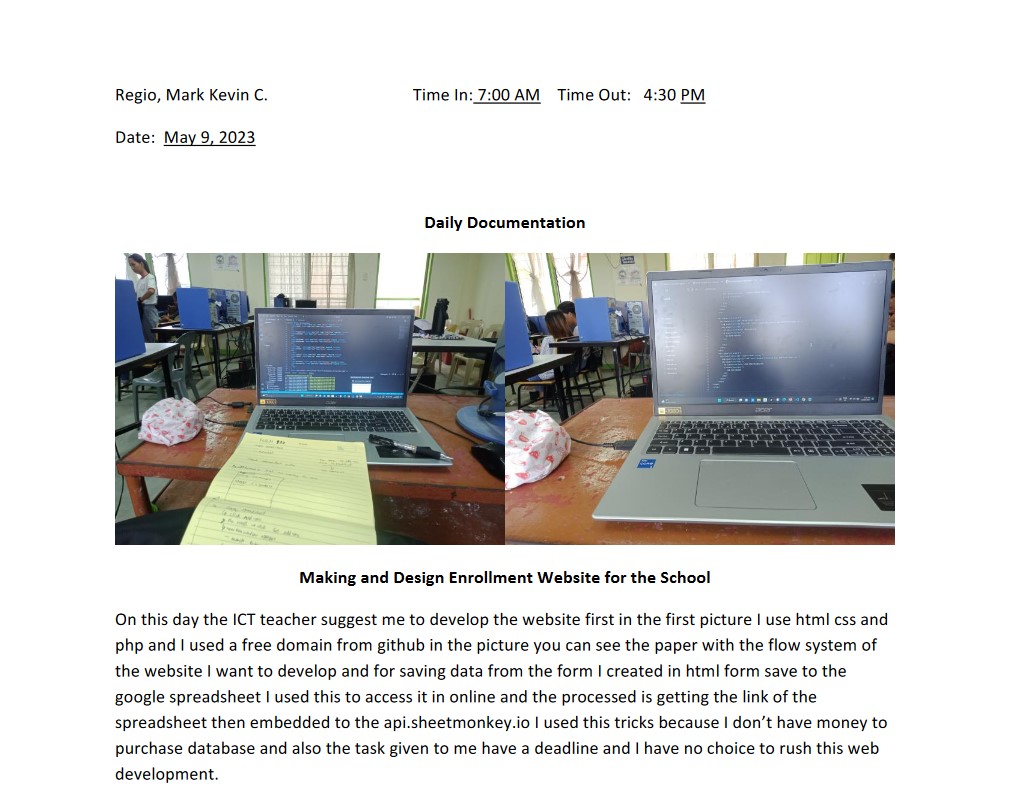 Regio, Mark Kevin C. Time In: 7:00 AM Time Out: 4:30 PM
Date: May 9, 2023
Daily Documentation
acer
Making and Design Enrollment Website for the School
On this day the ICT teacher suggest me to develop the website first in the first picture I use html css and
php and I used a free domain from github in the picture you can see the paper with the flow system of
the website I want to develop and for saving data from the form I created in html form save to the
google spreadsheet I used this to access it in online and the processed is getting the link of the
spreadsheet then embedded to the api.sheetmonkey.io I used this tricks because I don’t have money to
purchase database and also the task given to me have a deadline and I have no choice to rush this web
development.